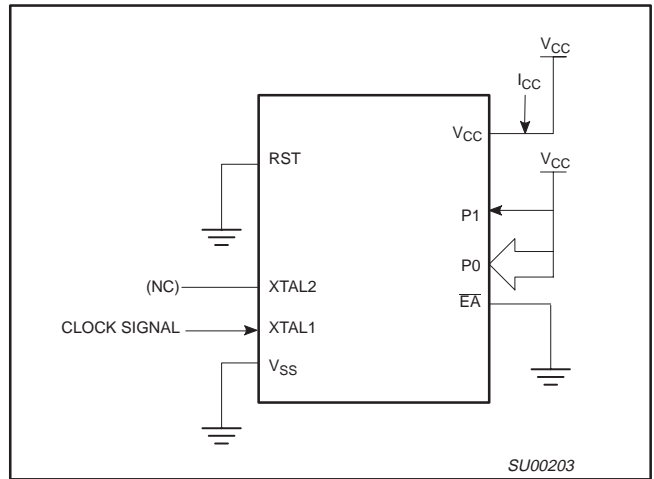 VCC
ICC
VCC
RST
VCC
P1
P0
(NC)
XTAL2
EA
CLOCK SIGNAL
XTAL1
VSS
SU00203